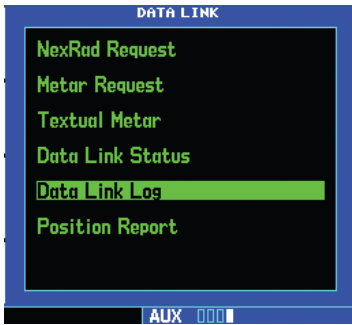 DATA LINK
NexRad Request
Metar Request
Textual Metar
Data Link Status
Data Link Log
Position Report
AUX